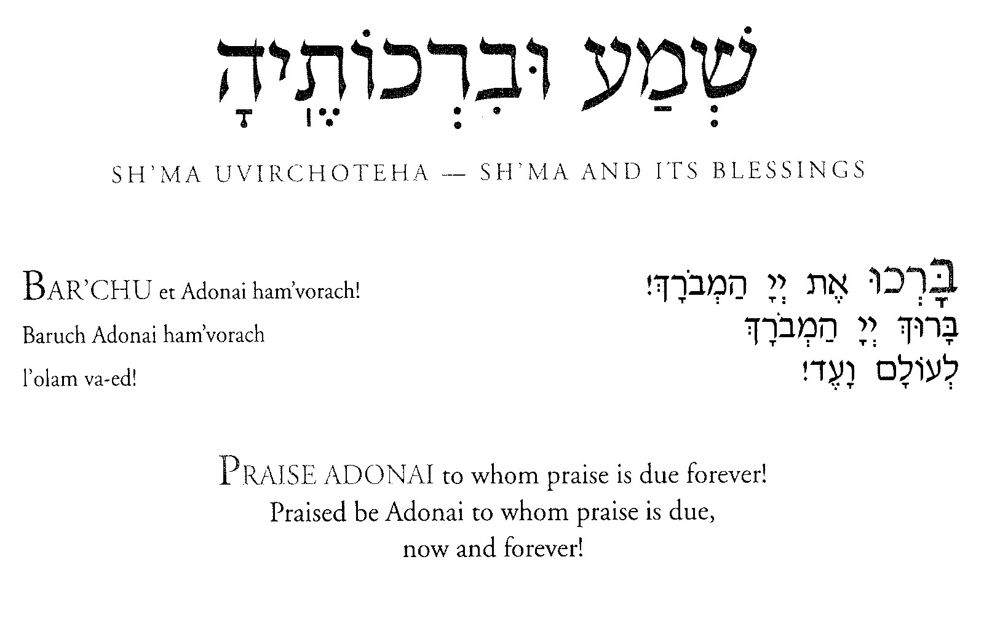 שְׁמַע וּבִרְכוֹתֶֽיהָ
SH'MA UVIRCHOTEHA — SH'MA AND ITS BLESSINGS
BAR'CHU et Adonai ham'vorach!
Baruch Adonai ham'vorach
l'olam va-ed!
בָּרְכוּ אֶת יְיָ הַמְבֹרָךְ!
בָּרוּךְ יְיָ הַמְבֹרָךְ
לְעוֹלָם וָעֶד!
PRAISE ADONAI to whom praise is due forever!
Praised be Adonai to whom praise is due,
now and forever!